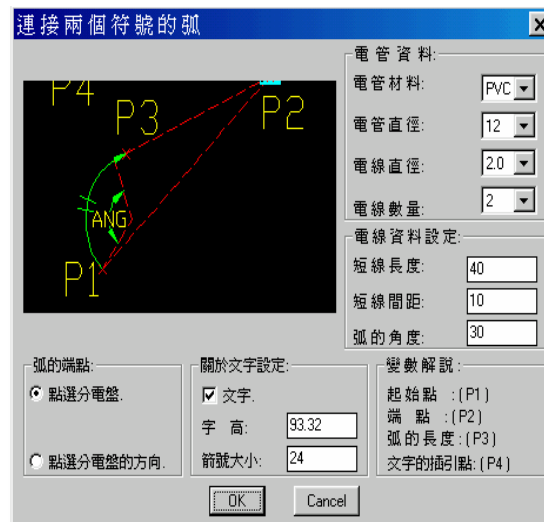 連接兩個符號的弧
P4
P3
P2
ANG
P1
電管資料:
電管材料: PVC
電管直徑: 12
電線直徑: 2.0
電線數量: 2
電線資料設定:
短線長度: 40
短線間距: 10
弧的角度: 30
弧的端點:
點選分電盤.
點選分電盤的方向.
關於文字設定:
文字.
字 高: 93.32
箭號大小: 24
變數解說:
起始點 :(P1)
端 點 :(P2)
弧的長度:(P3)
文字的插引點:(P4)
OK
Cancel